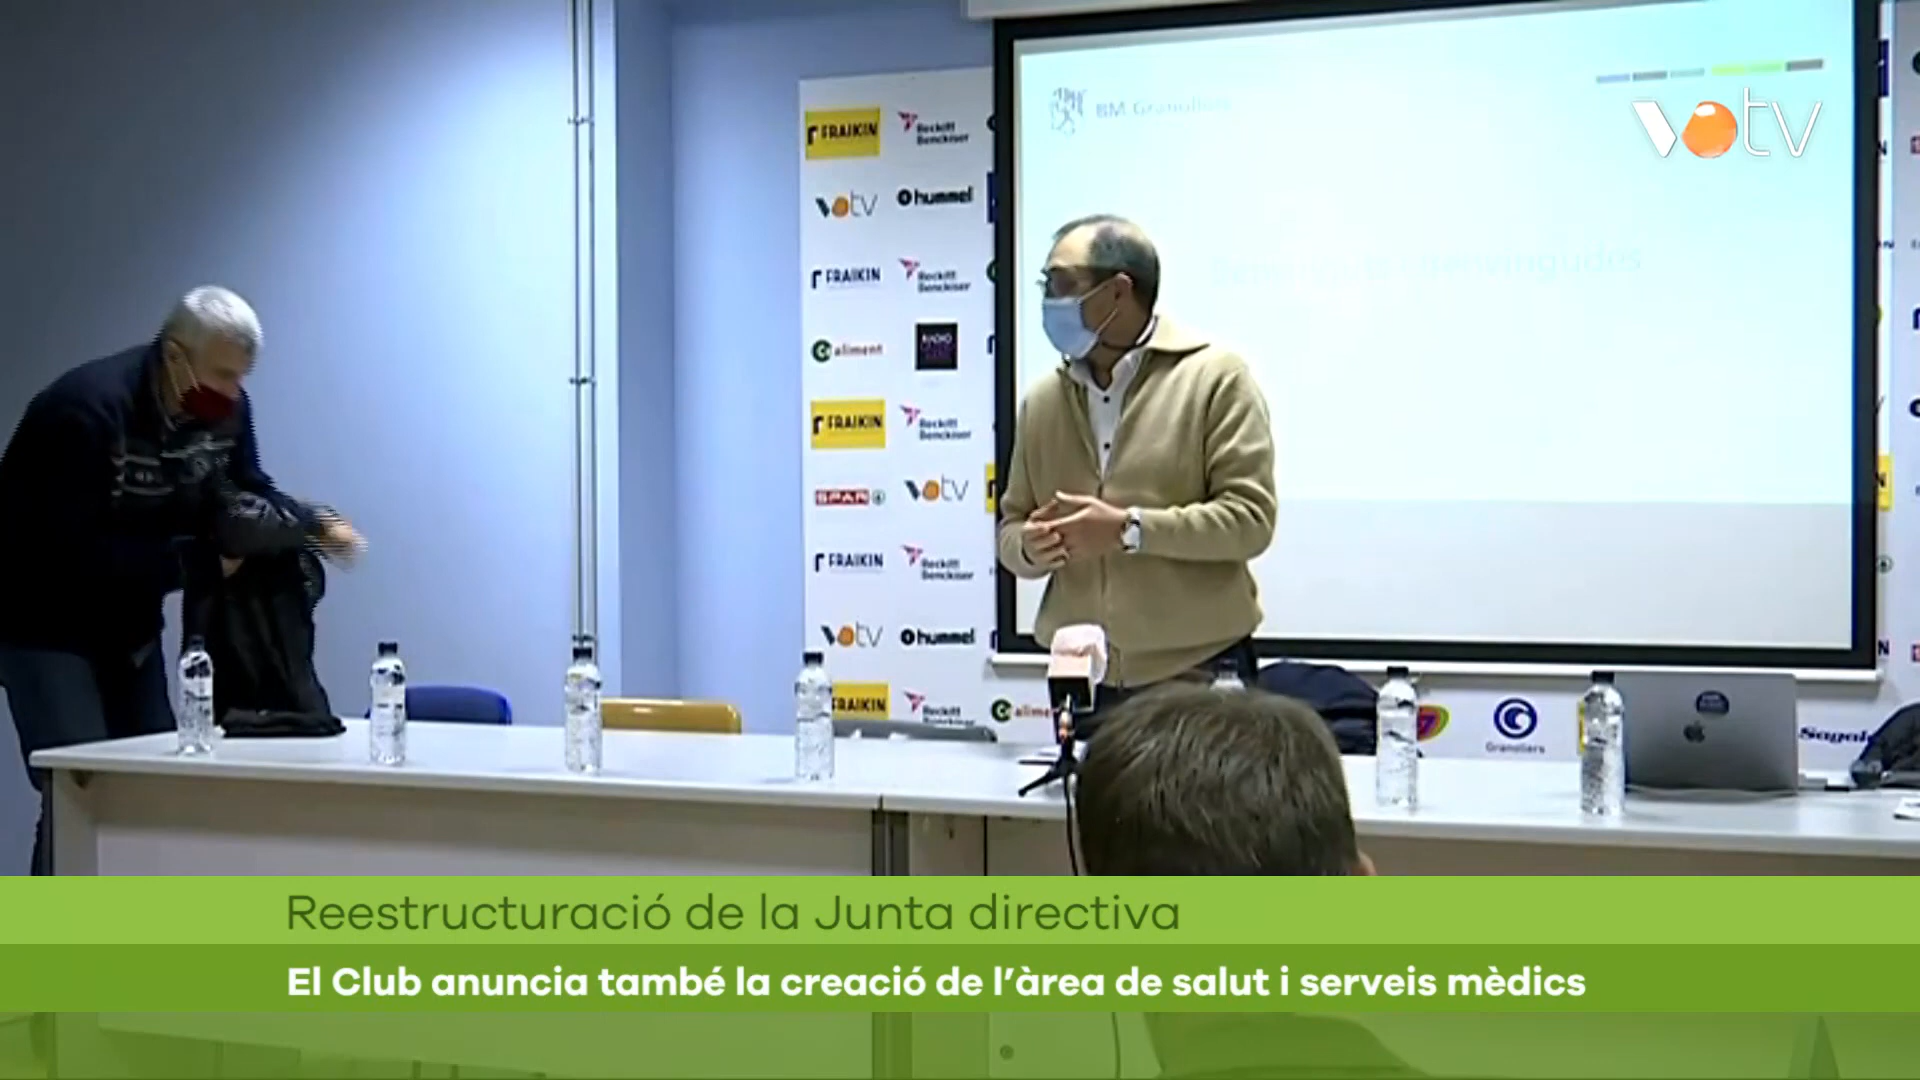 BM Granollers
votv
FRAIKIN
Reckitt
Benckiser
votv
hummel
FRAIKIN
Reckitt
Benckiser
aliment
RADIO
FRAIKIN
Reckitt
Benckiser
SPAR
votv
FRAIKIN
Reckitt
Benckiser
votv
hummel
FRAIKIN
Reckitt
Benckiser
Granollers
Reestructuració de la Junta directiva
El Club anuncia també la creació de l’àrea de salut i serveis mèdics